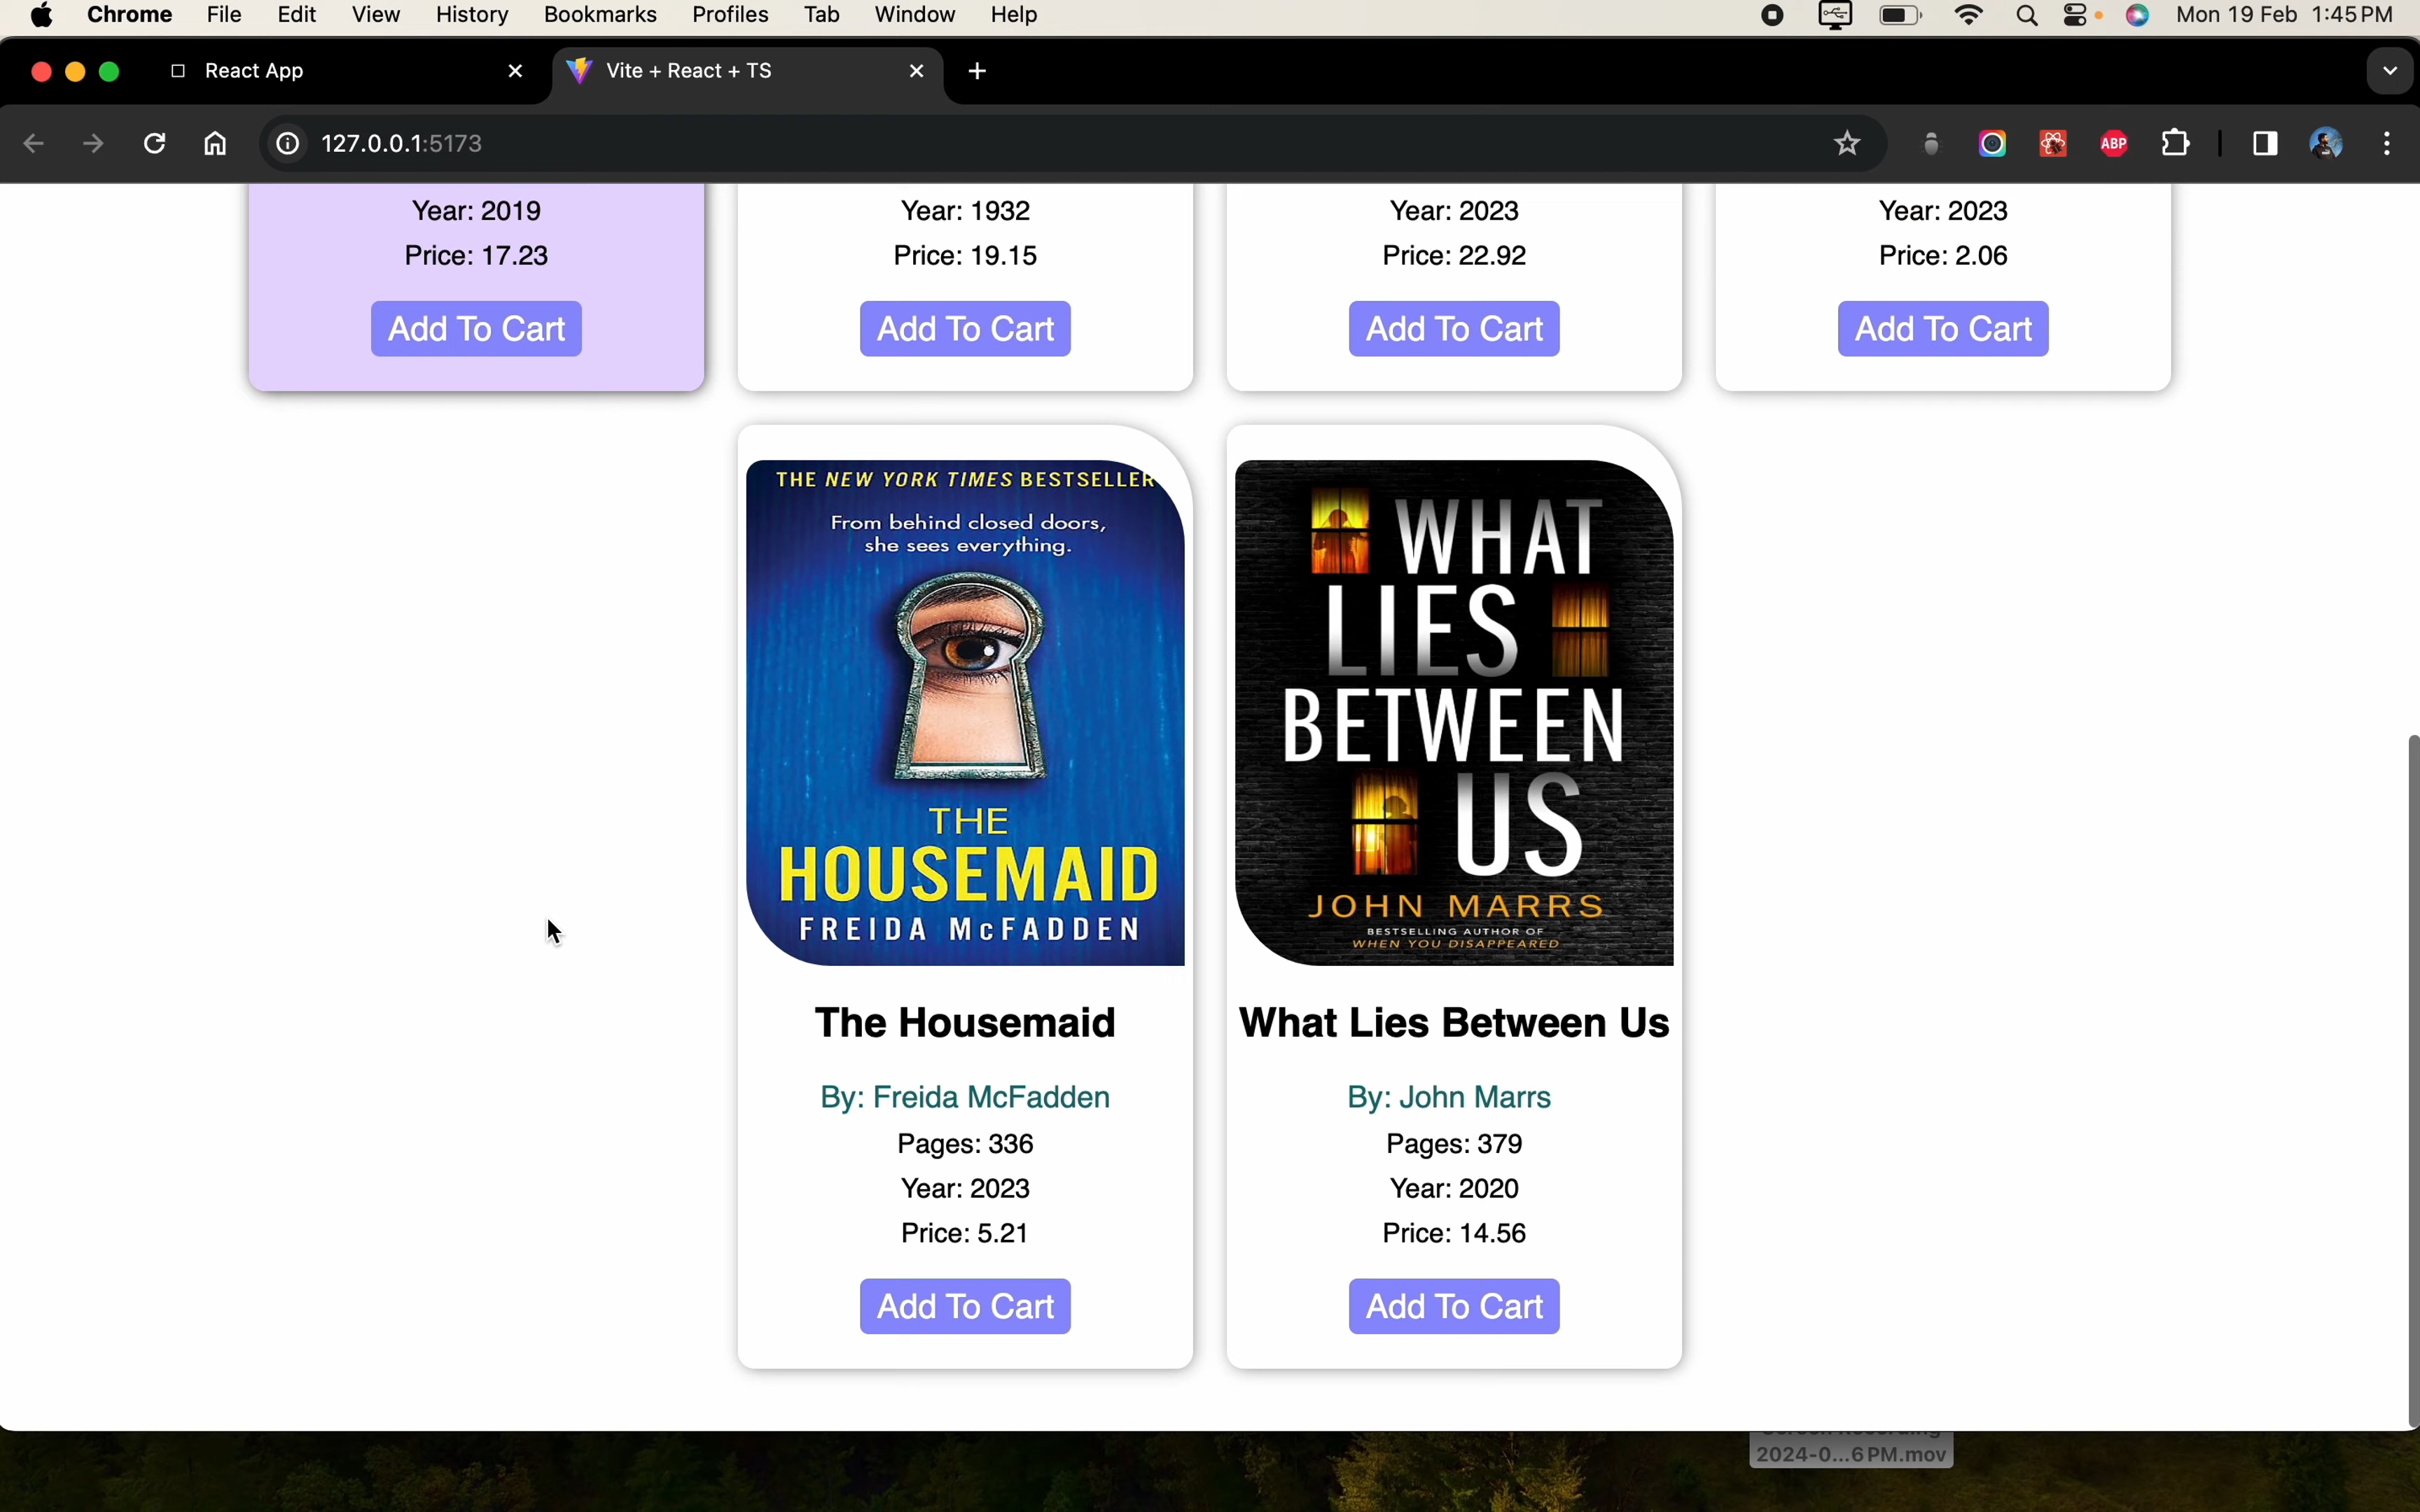 Chrome File Edit View History Bookmarks Profiles Tab Window Help Mon 19 Feb 1:45 PM
React App Vite + React + TS
127.0.0.1:5173 ABP
Year: 2019 Year: 1932 Year: 2023 Year: 2023
Price: 17.23 Price: 19.15 Price: 22.92 Price: 2.06
Add To Cart Add To Cart Add To Cart Add To Cart
THE NEW YORK TIMES BESTSELLER
From behind closed doors,
she sees everything.
THE
HOUSEMAID
FREIDA McFADDEN
WHAT
LIES
BETWEEN
US
JOHN MARRS
BESTSELLING AUTHOR OF
WHEN YOU DISAPPEARED
The Housemaid
By: Freida McFadden
Pages: 336
Year: 2023
Price: 5.21
Add To Cart
What Lies Between Us
By: John Marrs
Pages: 379
Year: 2020
Price: 14.56
Add To Cart
2024-0...6 PM.mov